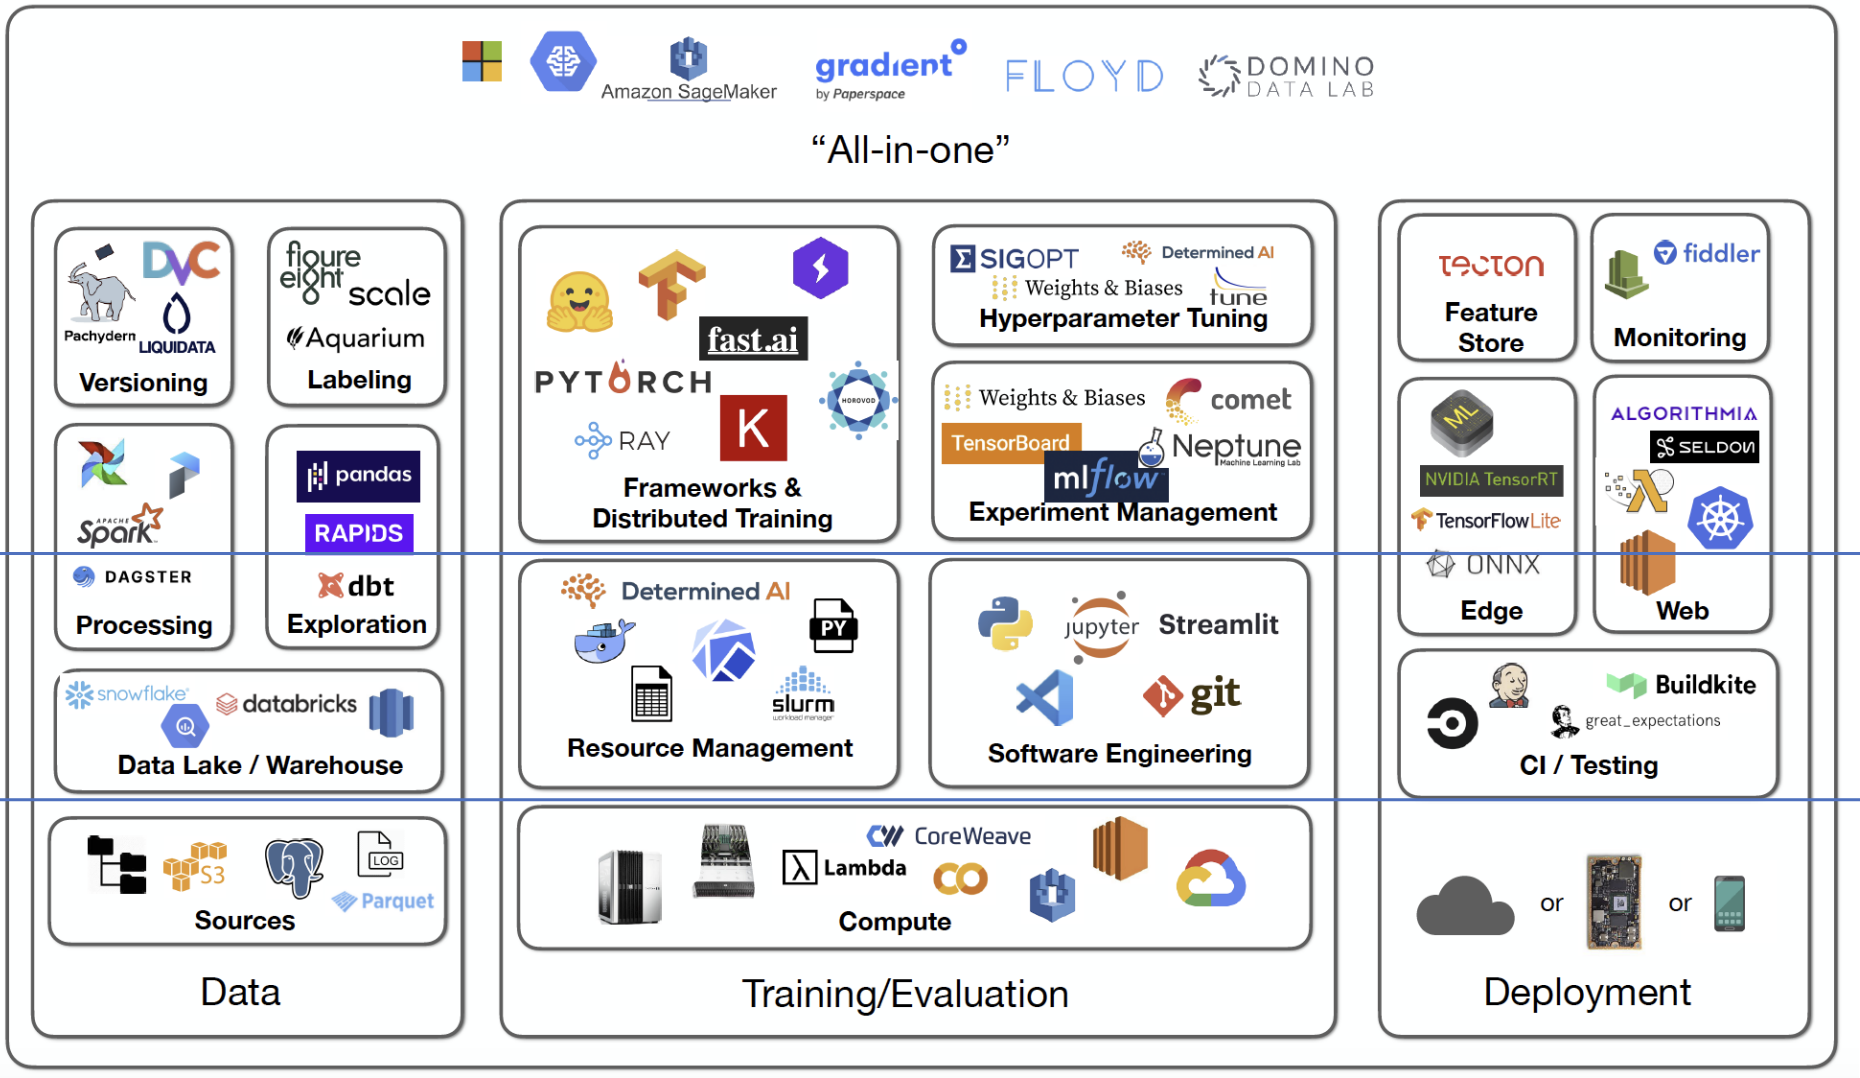 Amazon SageMaker
gradient
by Paperspace
FLOYD
DOMINO
DATA LAB
“All-in-one”
Pachydern
DVC
LIQUIDATA
Versioning
figure
eight
scale
Aquarium
Labeling
APACHE
Spark
DAGSTER
Processing
pandas
RAPIDS
dbt
Exploration
snowflake
databricks
Data Lake / Warehouse
S3
LOG
Parquet
Sources
Data
fast.ai
PYTORCH
HOROVOD
RAY
K
Frameworks &
Distributed Training
SIGOPT
Determined AI
Weights & Biases
tune
Hyperparameter Tuning
Weights & Biases
comet
TensorBoard
Neptune
Machine Learning Lab
mlflow
Experiment Management
Determined AI
PY
slurm
workload manager
Resource Management
jupyter
Streamlit
git
Software Engineering
CoreWeave
Lambda
Compute
Training/Evaluation
TECTON
Feature
Store
fiddler
Monitoring
ML
NVIDIA TensorRT
TensorFlowLite
ONNX
Edge
ALGORITHMIA
SELDON
Web
Buildkite
great_expectations
CI / Testing
or
or
Deployment